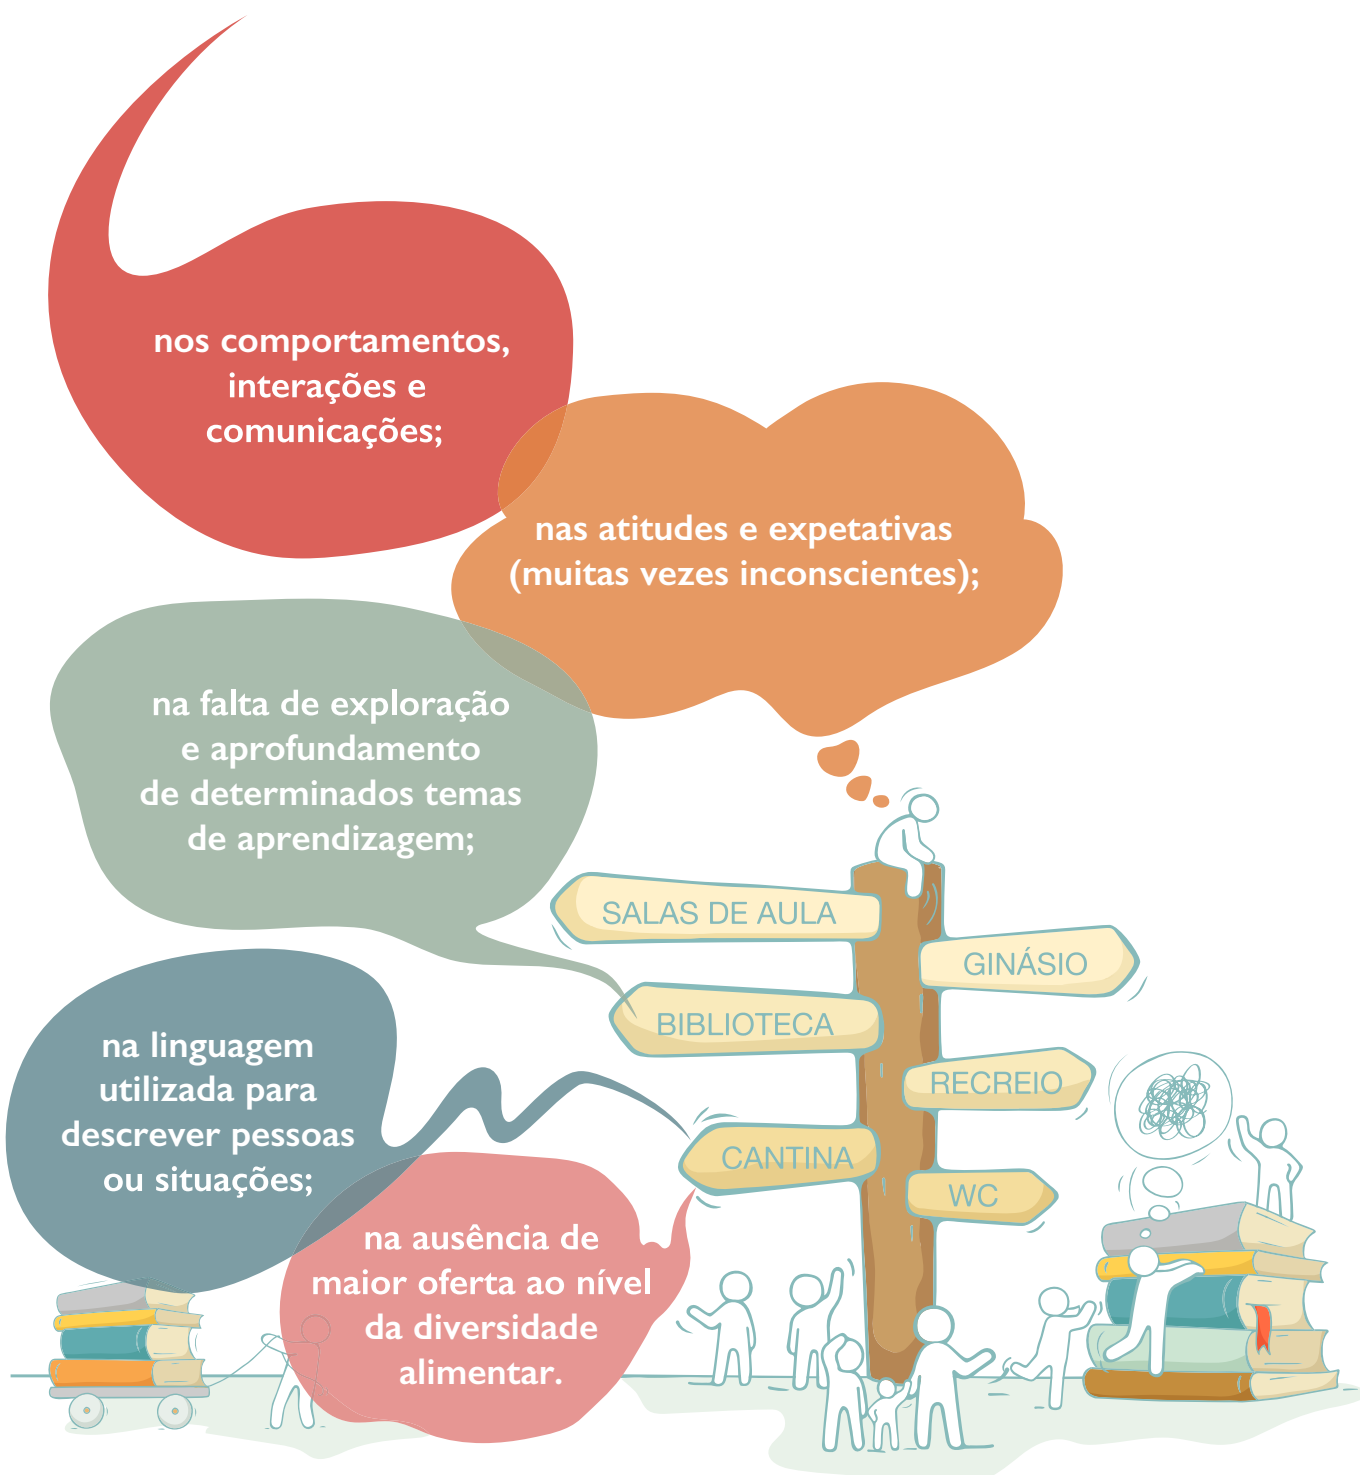 nos comportamentos,
interações e
comunicações;
nas atitudes e expetativas
(muitas vezes inconscientes);
na falta de exploração
e aprofundamento
de determinados temas
de aprendizagem;
SALAS DE AULA
GINÁSIO
BIBLIOTECA
RECREIO
CANTINA
WC
na linguagem
utilizada para
descrever pessoas
ou situações;
na ausência de
maior oferta ao nível
da diversidade
alimentar.